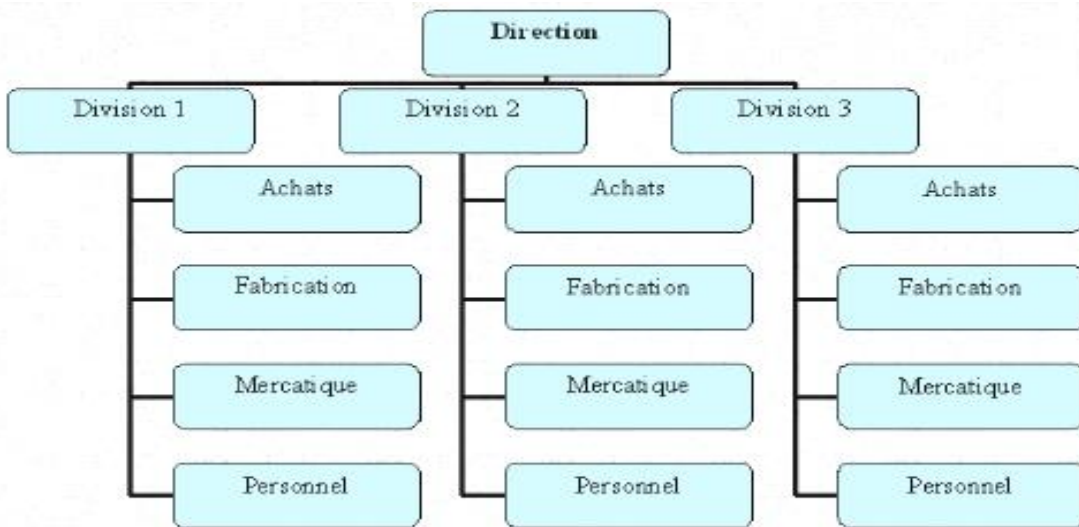 Direction
Division 1
Division 2
Division 3
Achats
Achats
Achats
Fabrication
Fabrication
Fabrication
Mercatique
Mercatique
Mercatique
Personnel
Personnel
Personnel